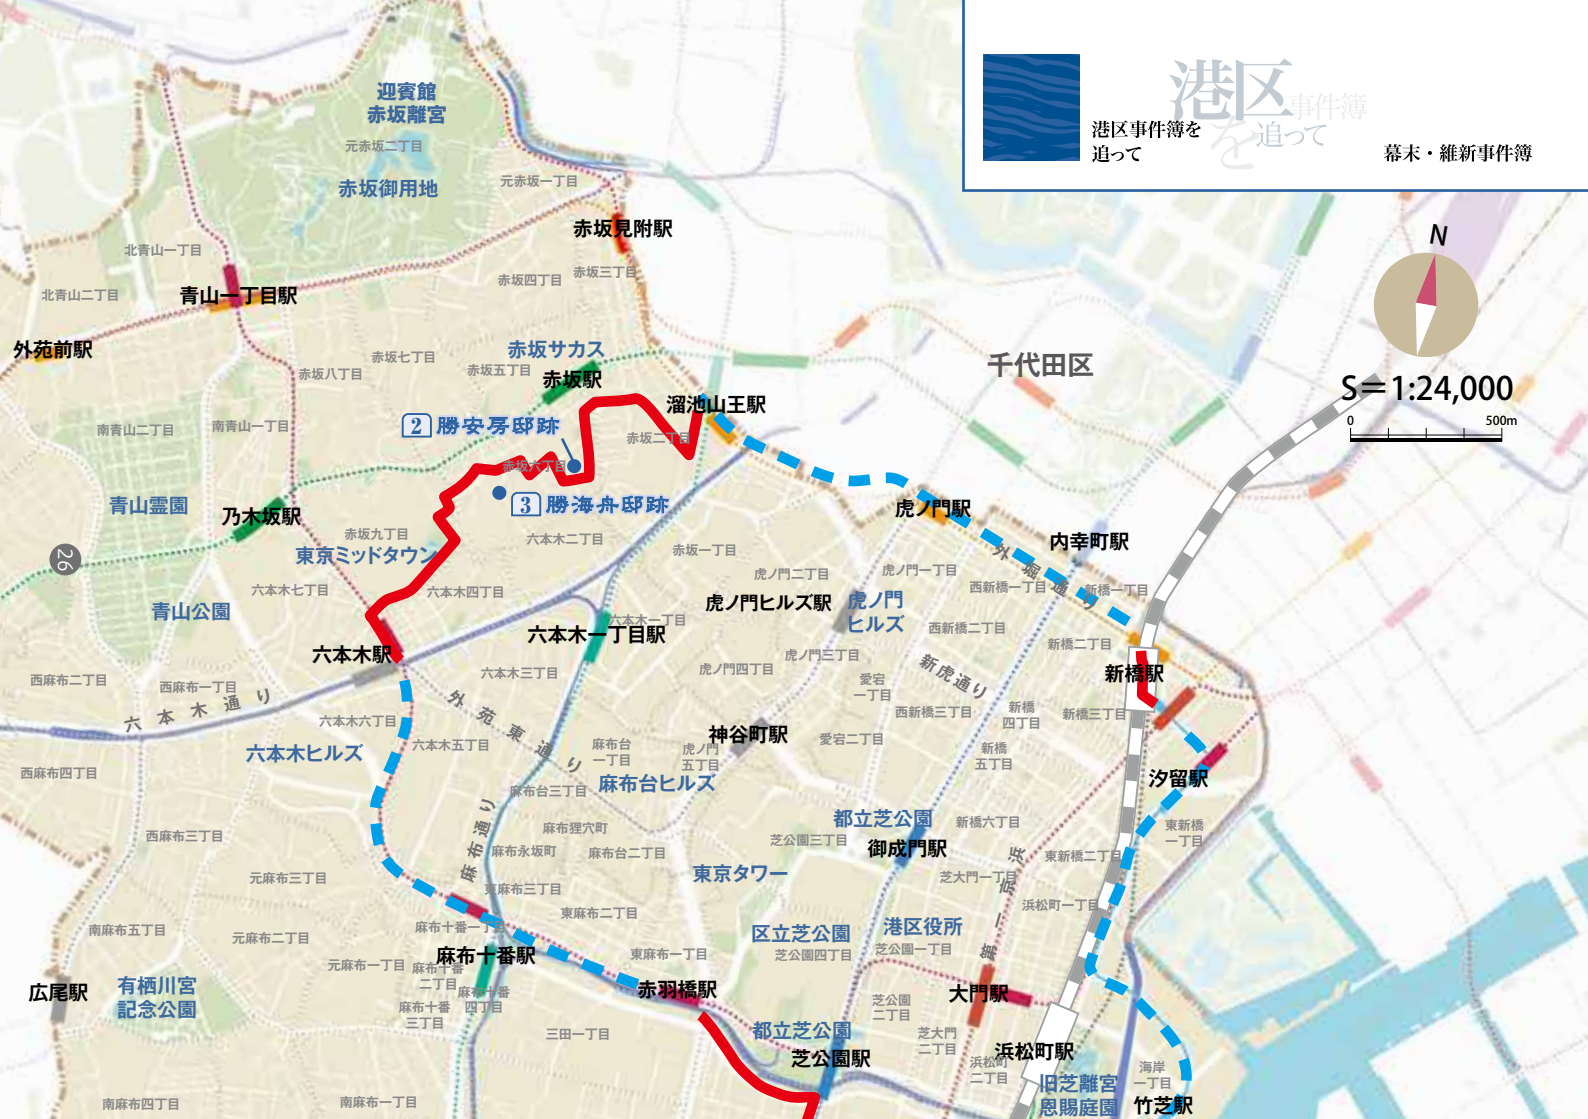 港区
事件簿
を
追って
港区事件簿を
追って
幕末・維新事件簿
N
S＝1:24,000
0
500m
千代田区
迎賓館
赤坂離宮
元赤坂二丁目
赤坂御用地
元赤坂一丁目
赤坂見附駅
北青山一丁目
赤坂四丁目
赤坂三丁目
北青山二丁目
青山一丁目駅
外苑前駅
赤坂七丁目
赤坂サカス
赤坂八丁目
赤坂五丁目
赤坂駅
溜池山王駅
南青山二丁目
南青山一丁目
2 勝安房邸跡
赤坂二丁目
赤坂六丁目
青山霊園
乃木坂駅
3 勝海舟邸跡
虎ノ門駅
26
赤坂九丁目
東京ミッドタウン
六本木二丁目
赤坂一丁目
外堀通り
内幸町駅
虎ノ門二丁目
虎ノ門一丁目
西新橋一丁目
新橋一丁目
六本木七丁目
六本木四丁目
青山公園
虎ノ門ヒルズ駅
虎ノ門
ヒルズ
六本木一丁目
六本木一丁目駅
西新橋二丁目
新橋二丁目
六本木駅
虎ノ門三丁目
虎ノ門四丁目
新虎通り
新橋駅
西麻布二丁目
西麻布一丁目
六本木三丁目
愛宕
一丁目
六本木通り
外苑東通り
西新橋三丁目
新橋
四丁目
新橋三丁目
六本木六丁目
六本木ヒルズ
六本木五丁目
麻布台
一丁目
虎ノ門
五丁目
神谷町駅
愛宕二丁目
新橋
五丁目
西麻布四丁目
麻布台ヒルズ
汐留駅
麻布台三丁目
麻布通り
都立芝公園
新橋六丁目
東新橋
一丁目
西麻布三丁目
麻布狸穴町
芝公園三丁目
御成門駅
麻布永坂町
麻布台二丁目
東新橋二丁目
元麻布三丁目
東京タワー
芝大門一丁目
第一京浜
東麻布三丁目
浜松町一丁目
東麻布二丁目
南麻布五丁目
元麻布二丁目
麻布十番一丁目
区立芝公園
港区役所
麻布十番駅
東麻布一丁目
芝公園四丁目
芝公園一丁目
元麻布一丁目
麻布十番
二丁目
広尾駅
有栖川宮
記念公園
麻布十番
四丁目
赤羽橋駅
大門駅
麻布十番
三丁目
芝公園
二丁目
三田一丁目
都立芝公園
芝大門
二丁目
芝公園駅
浜松町駅
浜松町
二丁目
旧芝離宮
恩賜庭園
海岸
一丁目
竹芝駅
南麻布四丁目
南麻布一丁目